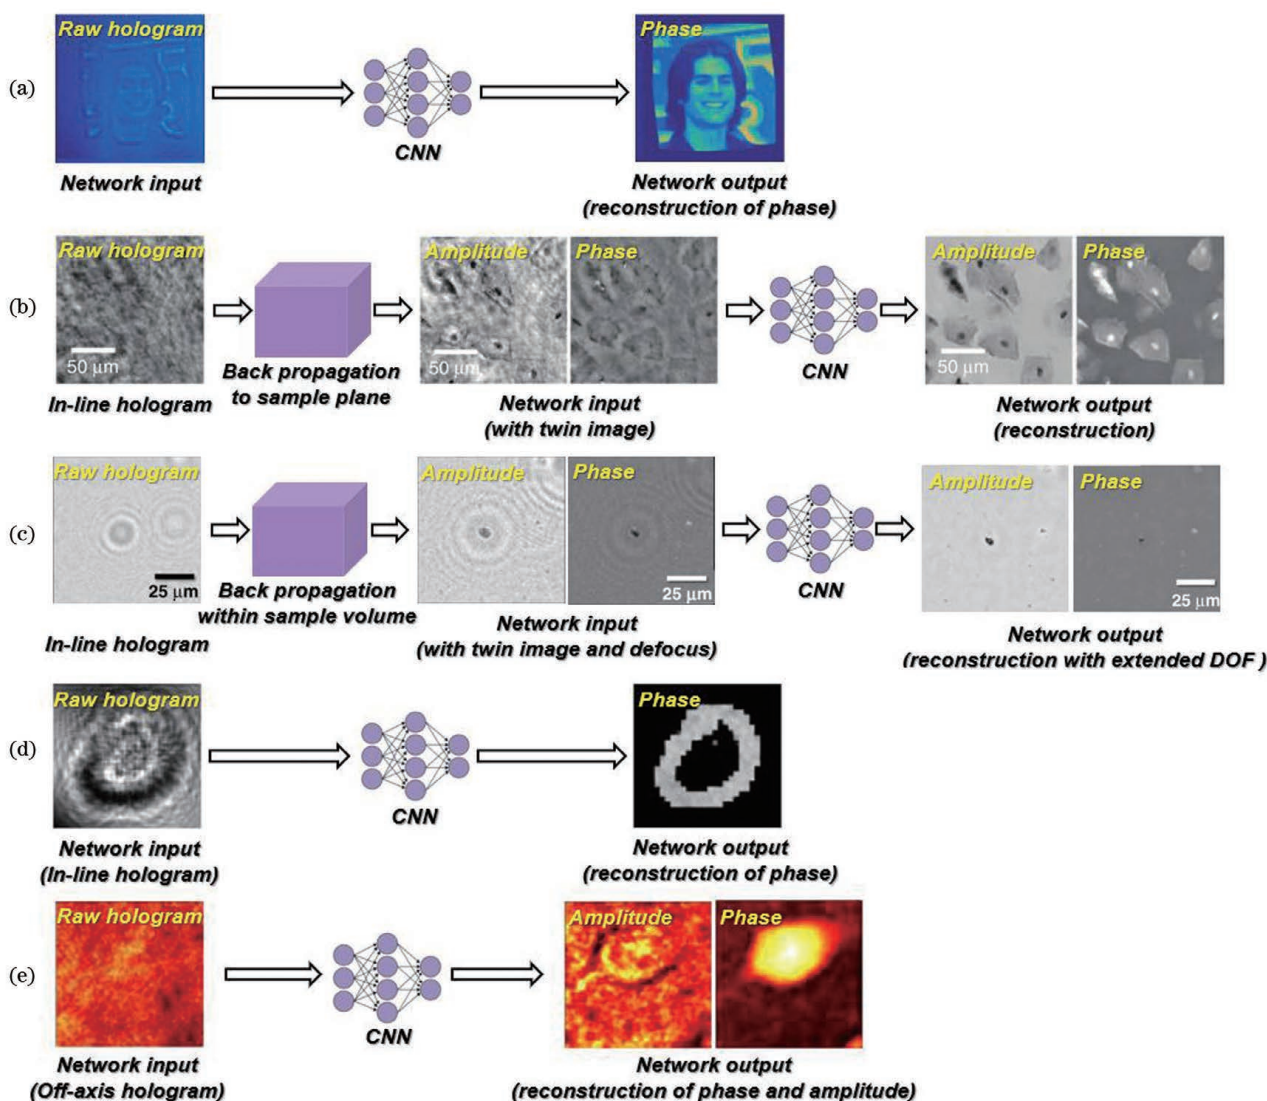 (a)
Raw hologram
Phase
CNN
Network input
Network output
(reconstruction of phase)
(b)
Raw hologram
Amplitude
Phase
Amplitude
Phase
50 μm
50 μm
50 μm
CNN
In-line hologram
Back propagation
to sample plane
Network input
(with twin image)
Network output
(reconstruction)
(c)
Raw hologram
Amplitude
Phase
Amplitude
Phase
25 μm
25 μm
25 μm
CNN
In-line hologram
Back propagation
within sample volume
Network input
(with twin image and defocus)
Network output
(reconstruction with extended DOF)
(d)
Raw hologram
Phase
CNN
Network input
(In-line hologram)
Network output
(reconstruction of phase)
(e)
Raw hologram
Amplitude
Phase
CNN
Network input
(Off-axis hologram)
Network output
(reconstruction of phase and amplitude)